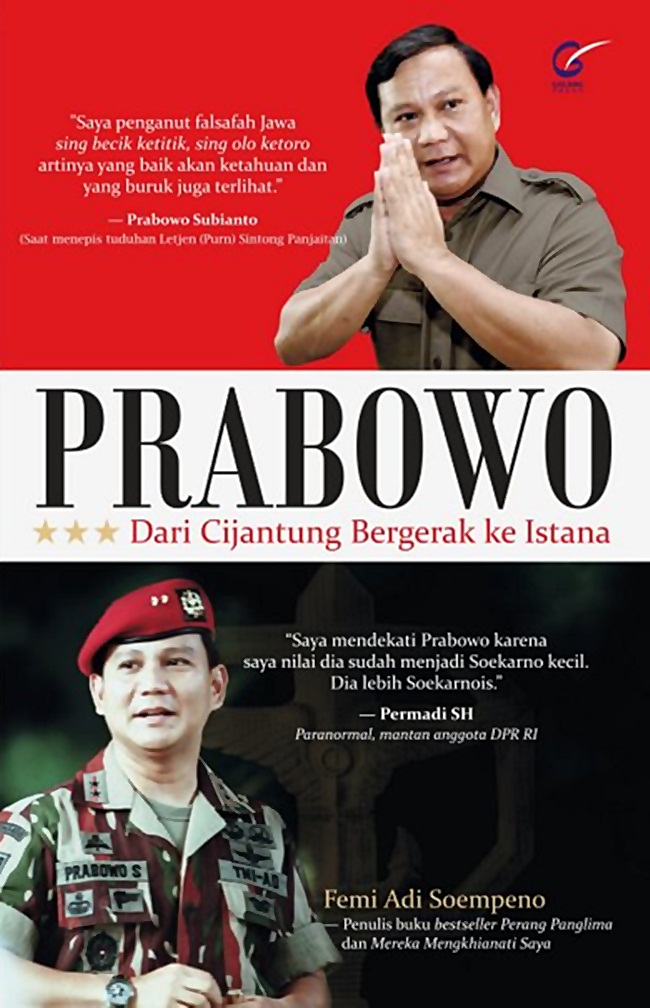 GALANG
PRESS
"Saya penganut falsafah Jawa
sing becik ketitik, sing olo ketoro
artinya yang baik akan ketahuan dan
yang buruk juga terlihat."
— Prabowo Subianto
(Saat menepis tuduhan Letjen (Purn) Sintong Panjaitan)
PRABOWO
★★★ Dari Cijantung Bergerak ke Istana
"Saya mendekati Prabowo karena
saya nilai dia sudah menjadi Soekarno kecil.
Dia lebih Soekarnois."
— Permadi SH
Paranormal, mantan anggota DPR RI
PRABOWO S
TNI-AD
Femi Adi Soempeno
— Penulis buku bestseller Perang Panglima
dan Mereka Mengkhianati Saya